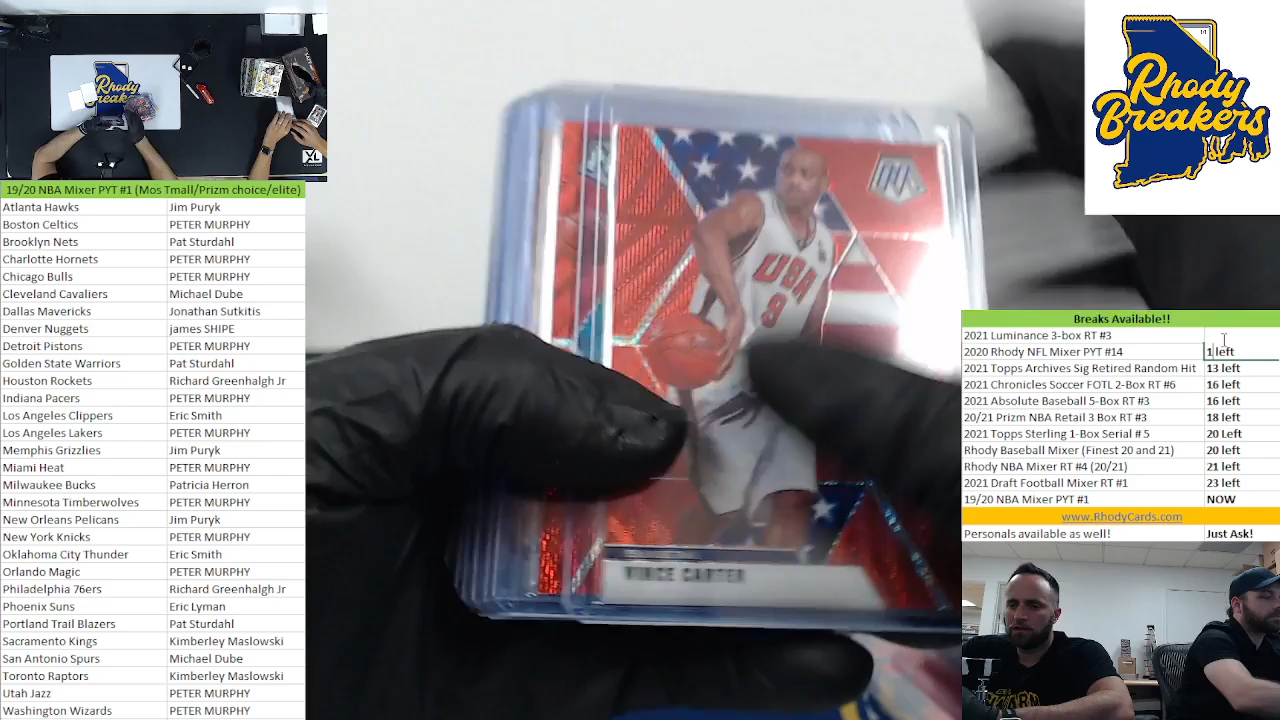 19/20 NBA Mixer PYT #1 (Mos Tmall/Prizm choice/elite)
Atlanta Hawks Jim Puryk
Boston Celtics PETER MURPHY
Brooklyn Nets Pat Sturdahl
Charlotte Hornets PETER MURPHY
Chicago Bulls PETER MURPHY
Cleveland Cavaliers Michael Dube
Dallas Mavericks Jonathan Sutkitis
Denver Nuggets james SHIPE
Detroit Pistons PETER MURPHY
Golden State Warriors Pat Sturdahl
Houston Rockets Richard Greenhalgh Jr
Indiana Pacers PETER MURPHY
Los Angeles Clippers Eric Smith
Los Angeles Lakers PETER MURPHY
Memphis Grizzlies Jim Puryk
Miami Heat PETER MURPHY
Milwaukee Bucks Patricia Herron
Minnesota Timberwolves PETER MURPHY
New Orleans Pelicans Jim Puryk
New York Knicks PETER MURPHY
Oklahoma City Thunder Eric Smith
Orlando Magic PETER MURPHY
Philadelphia 76ers Richard Greenhalgh Jr
Phoenix Suns Eric Lyman
Portland Trail Blazers Pat Sturdahl
Sacramento Kings Kimberley Maslowski
San Antonio Spurs Michael Dube
Toronto Raptors Kimberley Maslowski
Utah Jazz PETER MURPHY
Washington Wizards PETER MURPHY
Rhody
Breakers
XL
USA
9
VINCE CARTER
Rhody
Breakers
Breaks Available!!
2021 Luminance 3-box RT #3
2020 Rhody NFL Mixer PYT #14 1 left
2021 Topps Archives Sig Retired Random Hit 13 left
2021 Chronicles Soccer FOTL 2-Box RT #6 16 left
2021 Absolute Baseball 5-Box RT #3 16 left
20/21 Prizm NBA Retail 3 Box RT #3 18 left
2021 Topps Sterling 1-Box Serial # 5 20 Left
Rhody Baseball Mixer (Finest 20 and 21) 20 left
Rhody NBA Mixer RT #4 (20/21) 21 left
2021 Draft Football Mixer RT #1 23 left
19/20 NBA Mixer PYT #1 NOW
www.RhodyCards.com
Personals available as well! Just Ask!